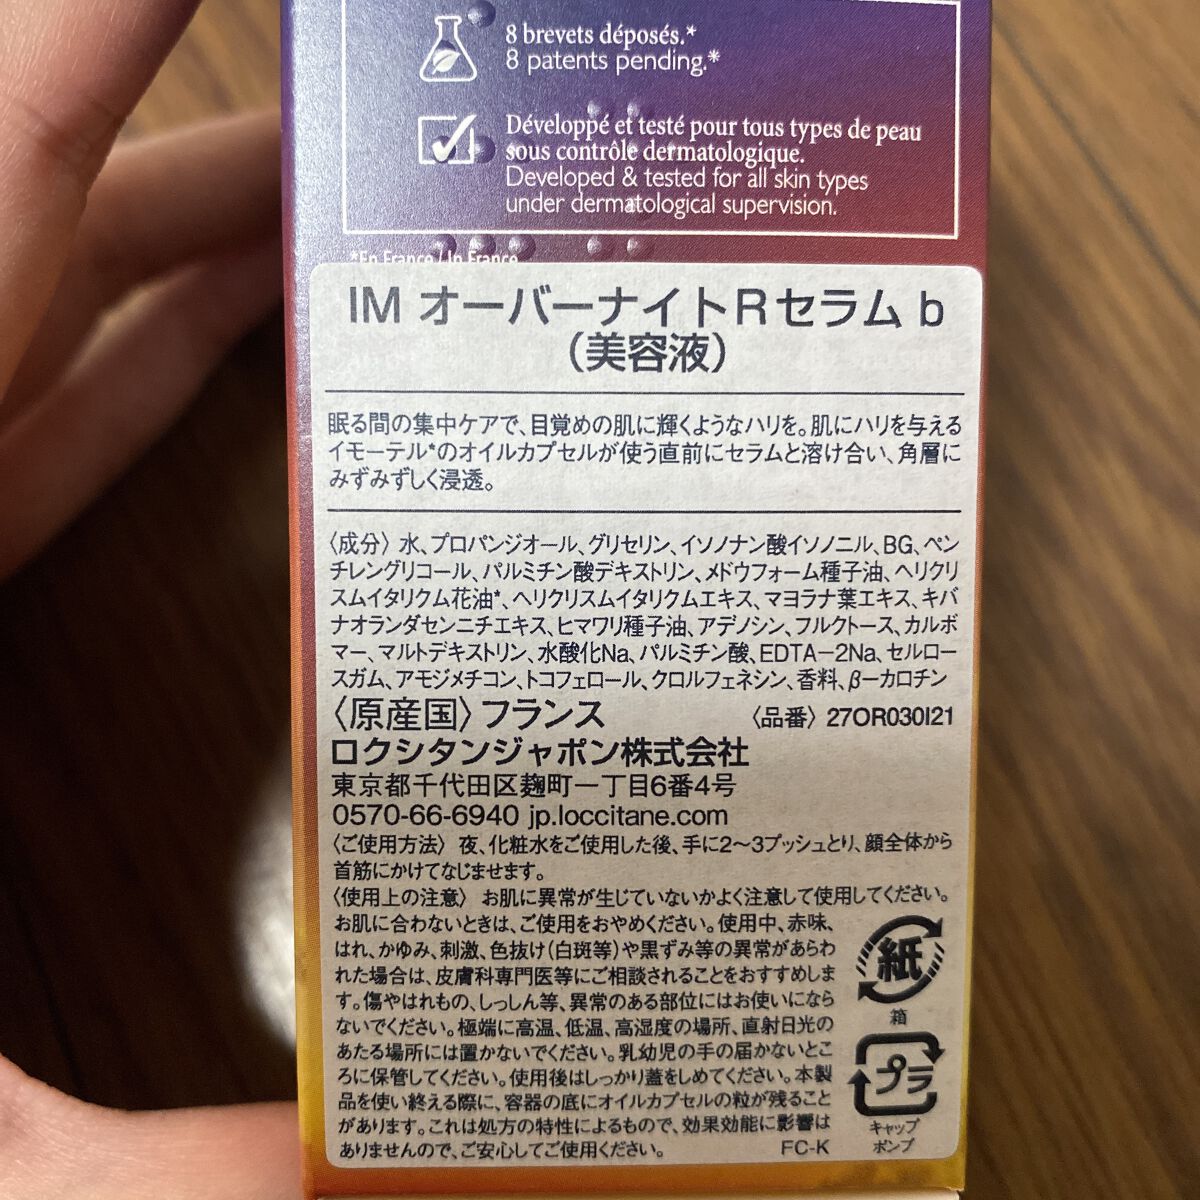 8 brevets déposés.*
8 patents pending.*
Développé et testé pour tous types de peau
sous contrôle dermatologique.
Developed & tested for all skin types
under dermatological supervision.
*En France / In France
IM オーバーナイトRセラム b
（美容液）
眠る間の集中ケアで、目覚めの肌に輝くようなハリを。肌にハリを与える
イモーテル*のオイルカプセルが使う直前にセラムと溶け合い、角層に
みずみずしく浸透。
〈成分〉水、プロパンジオール、グリセリン、イソノナン酸イソノニル、BG、ペン
チレングリコール、パルミチン酸デキストリン、メドウフォーム種子油、ヘリクリ
スムイタリクム花油*、ヘリクリスムイタリクムエキス、マヨラナ葉エキス、キバ
ナオランダセンニチエキス、ヒマワリ種子油、アデノシン、フルクトース、カルボ
マー、マルトデキストリン、水酸化Na、パルミチン酸、EDTA－2Na、セルロー
スガム、アモジメチコン、トコフェロール、クロルフェネシン、香料、β－カロチン
〈原産国〉フランス 〈品番〉27OR030I21
ロクシタンジャポン株式会社
東京都千代田区麹町一丁目6番4号
0570-66-6940 jp.loccitane.com
〈ご使用方法〉夜、化粧水をご使用した後、手に2〜3プッシュとり、顔全体から
首筋にかけてなじませます。
〈使用上の注意〉お肌に異常が生じていないかよく注意して使用してください。
お肌に合わないときは、ご使用をおやめください。使用中、赤味、
はれ、かゆみ、刺激、色抜け（白斑等）や黒ずみ等の異常があらわ
れた場合は、皮膚科専門医等にご相談されることをおすすめしま
す。傷やはれもの、しっしん等、異常のある部位にはお使いになら
ないでください。極端に高温、低温、高湿度の場所、直射日光の
あたる場所には置かないでください。乳幼児の手の届かないとこ
ろに保管してください。使用後はしっかり蓋をしめてください。本製
品を使い終える際に、容器の底にオイルカプセルの粒が残ること
があります。これは処方の特性によるもので、効果効能に影響は
ありませんので、ご安心してご使用ください。 FC-K
紙
箱
プラ
キャップ
ポンプ